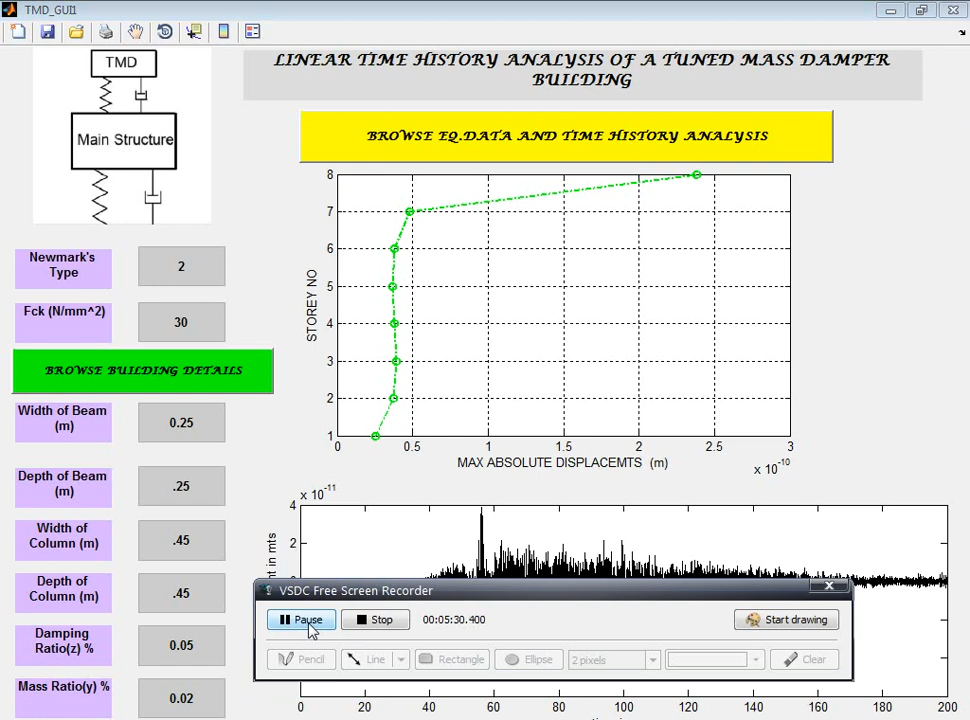 TMD_GUI1
TMD
Main Structure
LINEAR TIME HISTORY ANALYSIS OF A TUNED MASS DAMPER
BUILDING
BROWSE EQ.DATA AND TIME HISTORY ANALYSIS
Newmark's
Type
2
Fck (N/mm^2)
30
BROWSE BUILDING DETAILS
Width of Beam
(m)
0.25
Depth of Beam
(m)
.25
Width of
Column (m)
.45
Depth of
Column (m)
.45
Damping
Ratio(z) %
0.05
Mass Ratio(y) %
0.02
8
7
6
5
4
3
2
1
STOREY NO
0 0.5 1 1.5 2 2.5 3
MAX ABSOLUTE DISPLACEMTS (m)
x 10^-10
x 10^-11
4
2
nt in mts
VSDC Free Screen Recorder
Pause
Stop
00:05:30.400
Start drawing
Pencil
Line
Rectangle
Ellipse
2 pixels
Clear
0 20 40 60 80 100 120 140 160 180 200